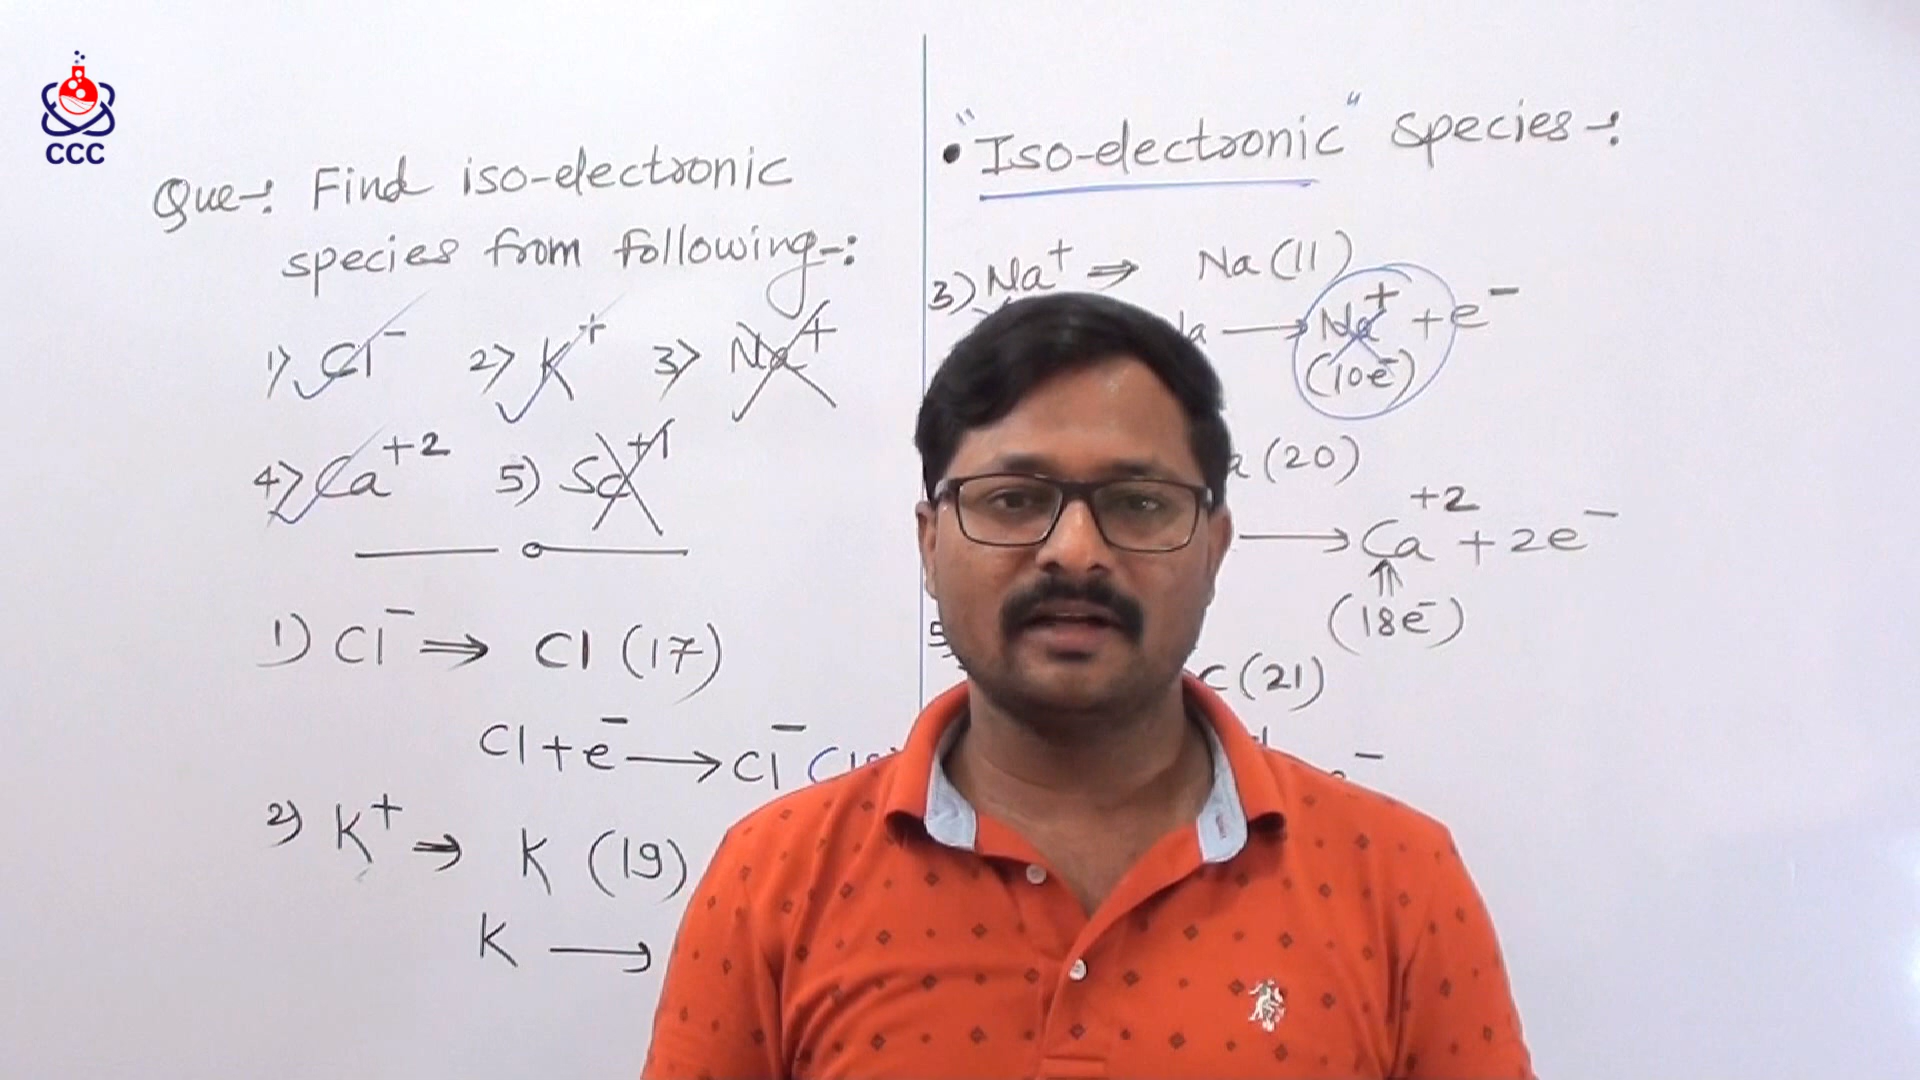 CCC
Que-: Find iso-electronic
species from following-:
1) Cl⁻ 2) K⁺ 3) Na⁺
4) Ca⁺² 5) Sc⁺¹
1) Cl⁻ ⇒ Cl (17)
Cl + e⁻ → Cl⁻
2) K⁺ ⇒ K (19)
K →
• "Iso-electronic" species-:
3) Na⁺ ⇒ Na (11)
→ Na⁺ + e⁻
(10e⁻)
(20)
→ Ca⁺² + 2e⁻
(18e⁻)
(21)